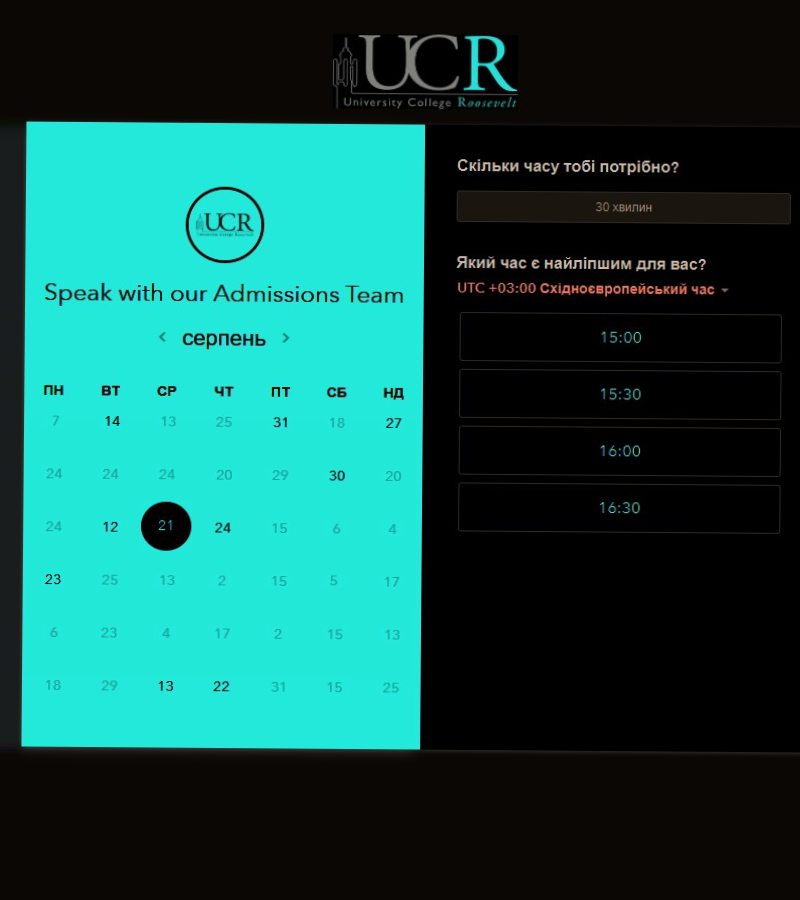 UCR
University College Roosevelt
UCR
Speak with our Admissions Team
серпень
ПН ВТ СР ЧТ ПТ СБ НД
7 14 13 25 31 18 27
24 24 24 20 29 30 20
24 12 21 24 15 6 4
23 25 13 2 15 5 17
6 23 4 17 2 15 13
18 29 13 22 31 15 25
Скільки часу тобі потрібно?
30 хвилин
Який час є найліпшим для вас?
UTC +03:00 Східноєвропейський час
15:00
15:30
16:00
16:30